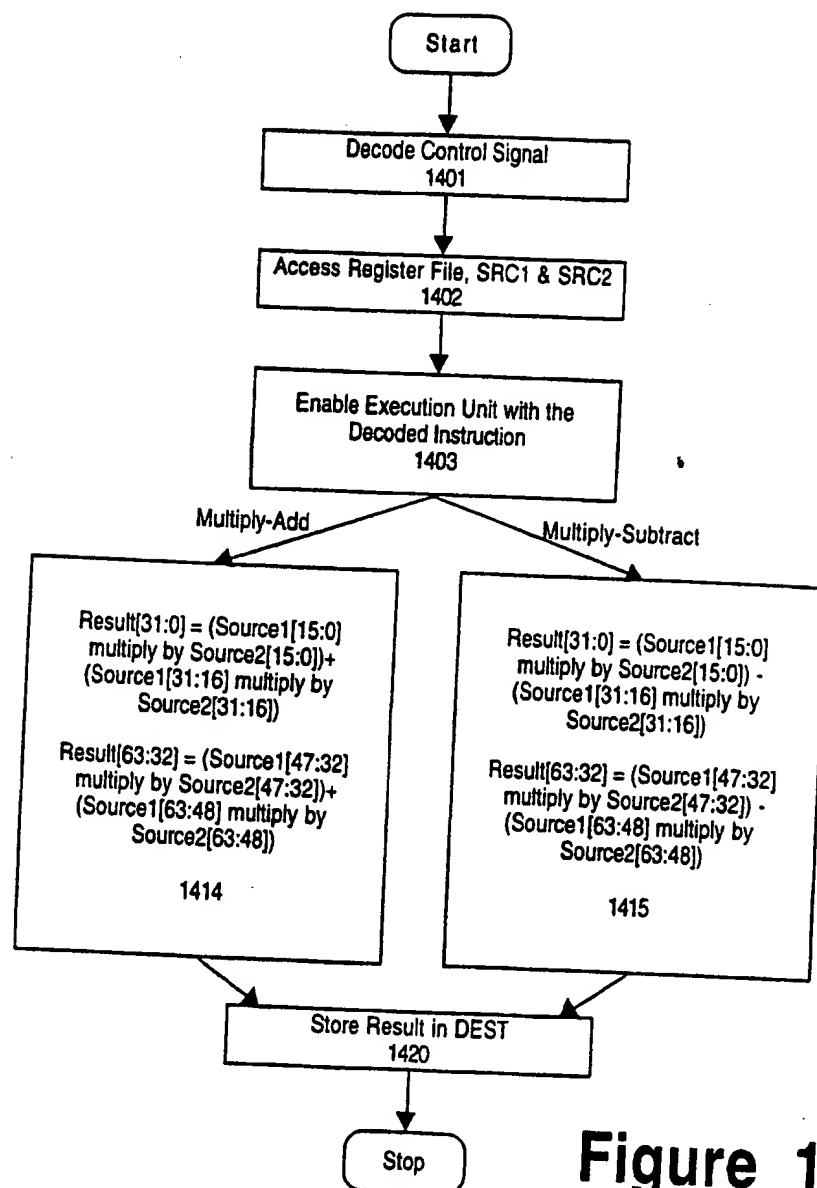 Start
Decode Control Signal
1401
Access Register File, SRC1 & SRC2
1402
Enable Execution Unit with the
Decoded Instruction
1403
Multiply-Add
Multiply-Subtract
Result[31:0] = (Source1[15:0]
multiply by Source2[15:0])+
(Source1[31:16] multiply by
Source2[31:16])
Result[63:32] = (Source1[47:32]
multiply by Source2[47:32])+
(Source1[63:48] multiply by
Source2[63:48])
1414
Result[31:0] = (Source1[15:0]
multiply by Source2[15:0]) -
(Source1[31:16] multiply by
Source2[31:16])
Result[63:32] = (Source1[47:32]
multiply by Source2[47:32]) -
(Source1[63:48] multiply by
Source2[63:48])
1415
Store Result in DEST
1420
Stop
Figure 1